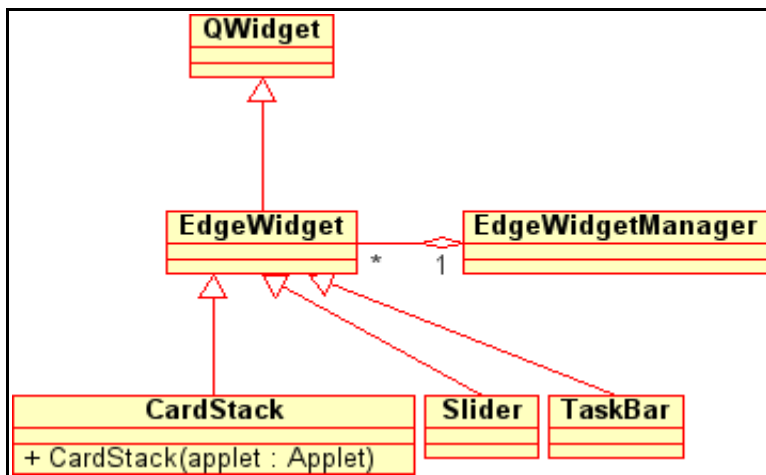 QWidget
EdgeWidget
EdgeWidgetManager
*
1
CardStack
Slider
TaskBar
+ CardStack(applet : Applet)